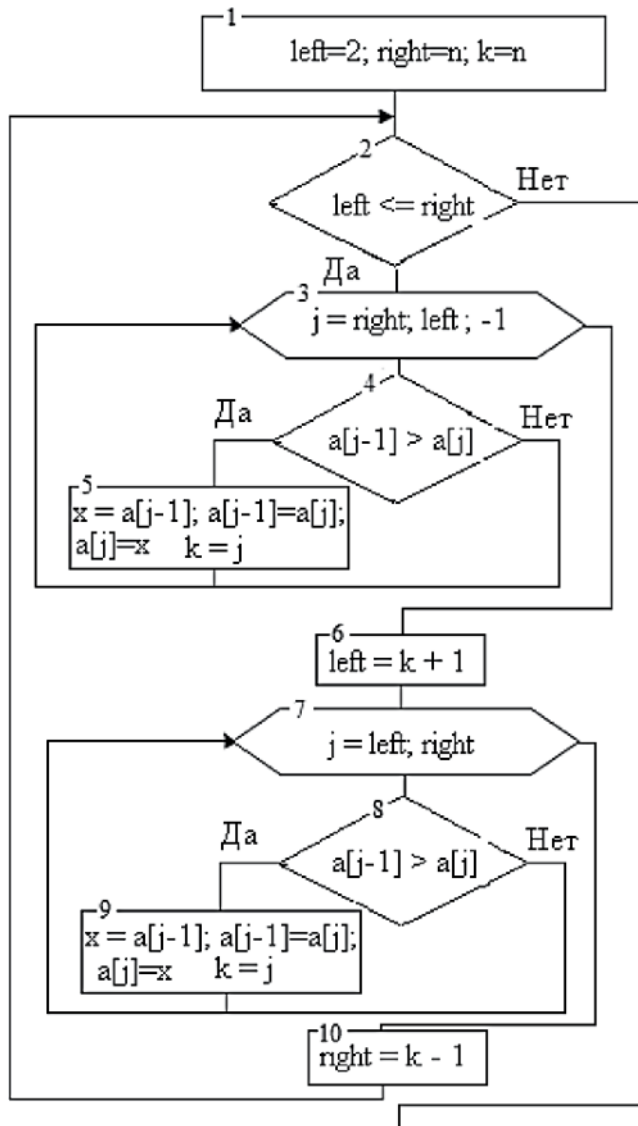 1
left=2; right=n; k=n
2
Нет
left <= right
Да
3
j = right; left ; -1
4
Да
Нет
a[j-1] > a[j]
5
x = a[j-1]; a[j-1]=a[j];
a[j]=x k = j
6
left = k + 1
7
j = left; right
8
Да
Нет
a[j-1] > a[j]
9
x = a[j-1]; a[j-1]=a[j];
a[j]=x k = j
10
right = k - 1